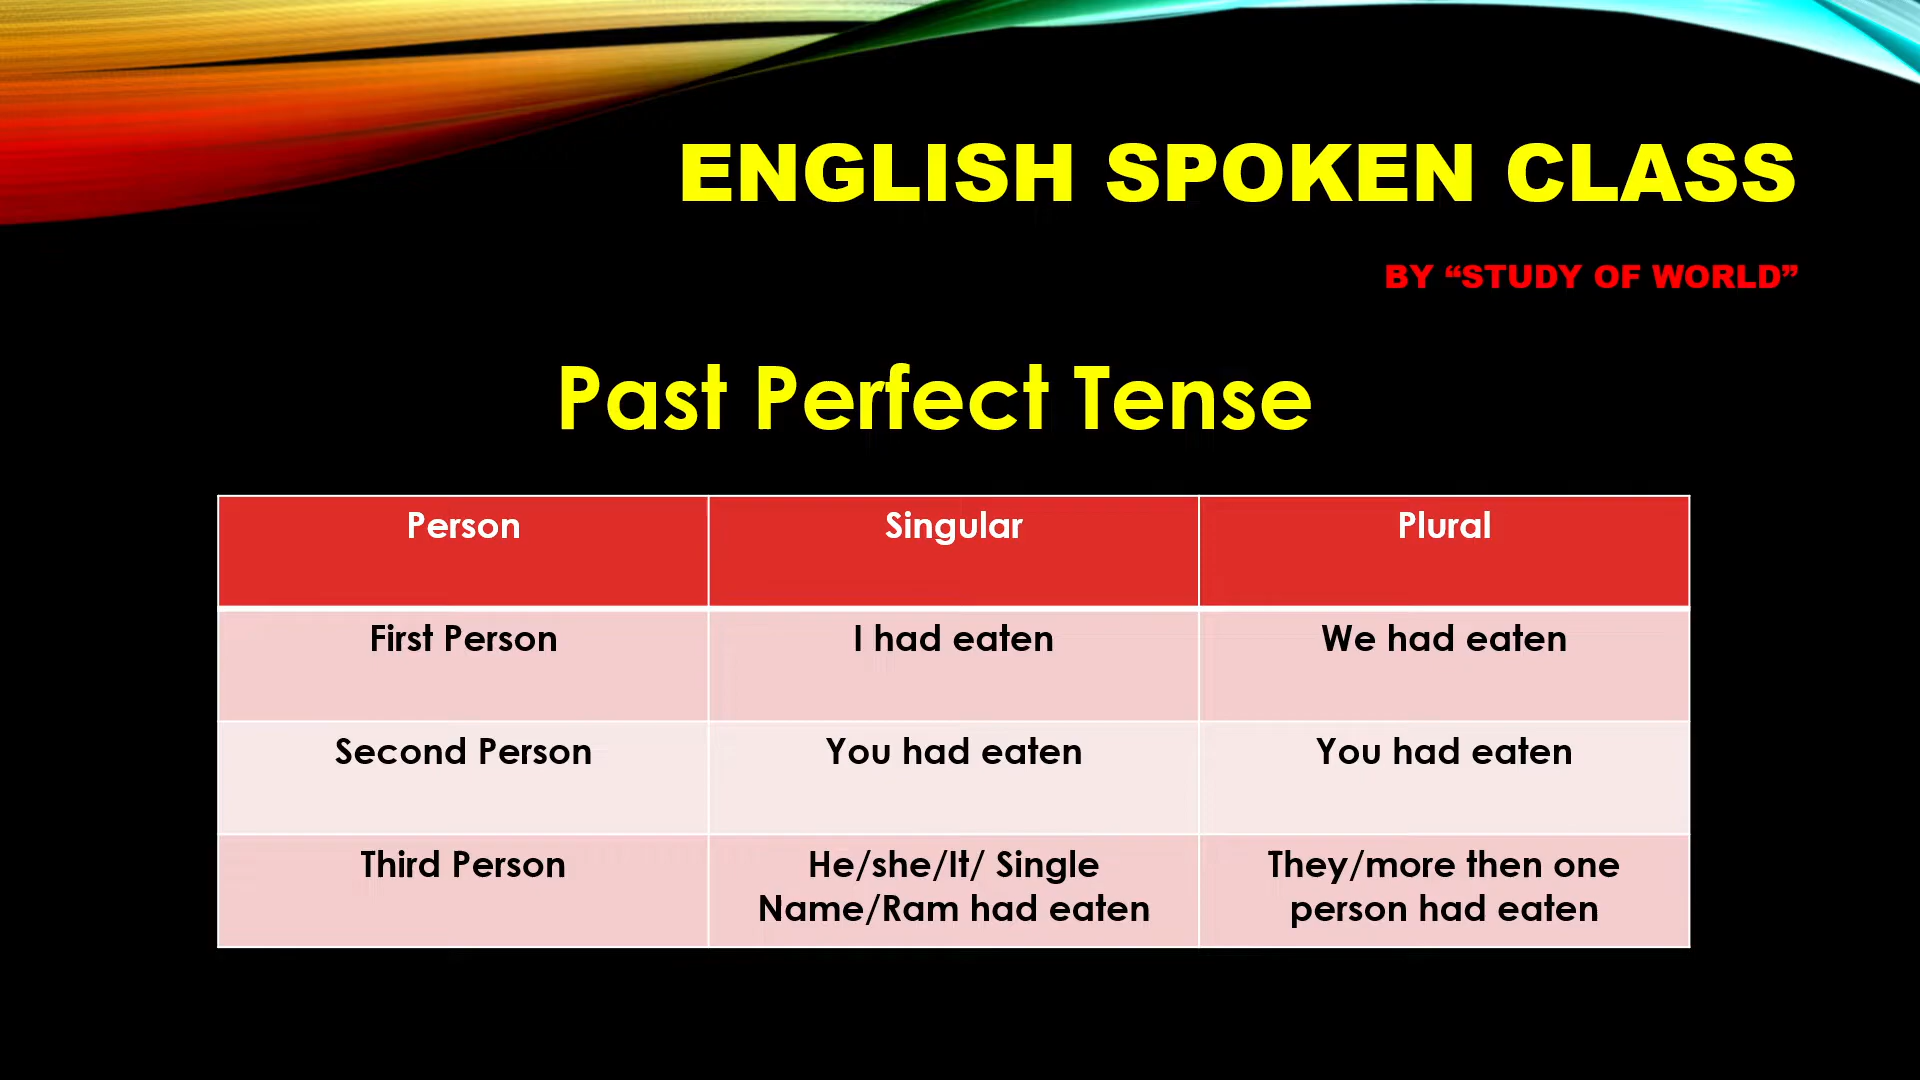 ENGLISH SPOKEN CLASS
BY “STUDY OF WORLD”
Past Perfect Tense
Person Singular Plural
First Person I had eaten We had eaten
Second Person You had eaten You had eaten
Third Person He/she/It/ Single They/more then one
Name/Ram had eaten person had eaten